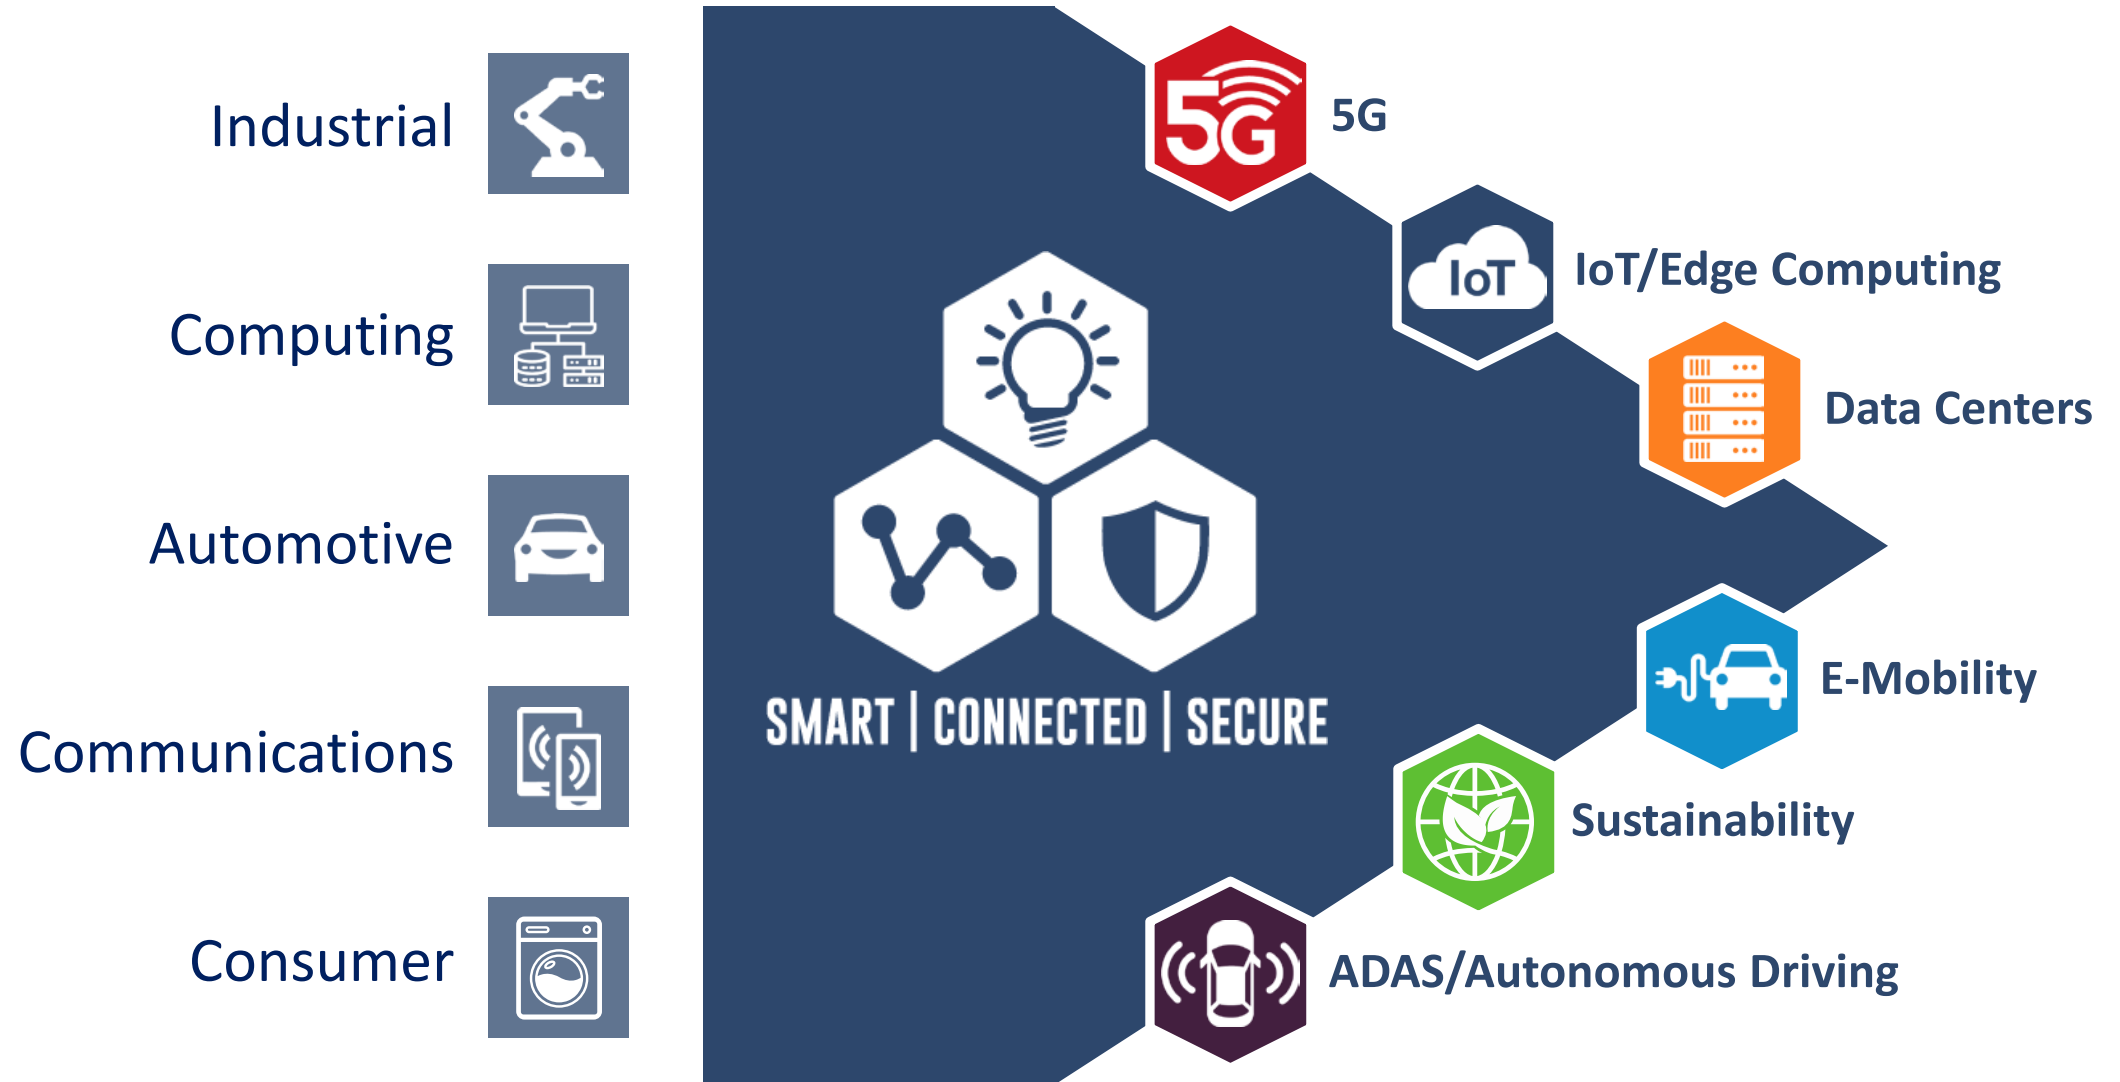 Industrial
Computing
Automotive
Communications
Consumer
SMART | CONNECTED | SECURE
5G
5G
IoT
IoT/Edge Computing
Data Centers
E-Mobility
Sustainability
ADAS/Autonomous Driving